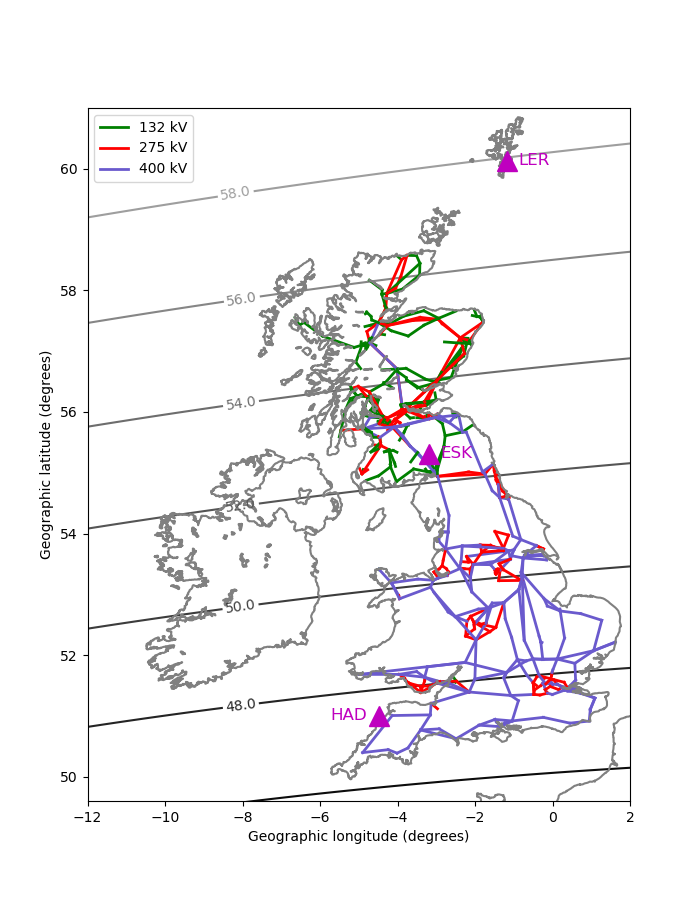 132 kV
275 kV
400 kV
LER
58.0
56.0
54.0
ESK
52.0
50.0
48.0
HAD
60
58
56
54
52
50
Geographic latitude (degrees)
−12
−10
−8
−6
−4
−2
0
2
Geographic longitude (degrees)